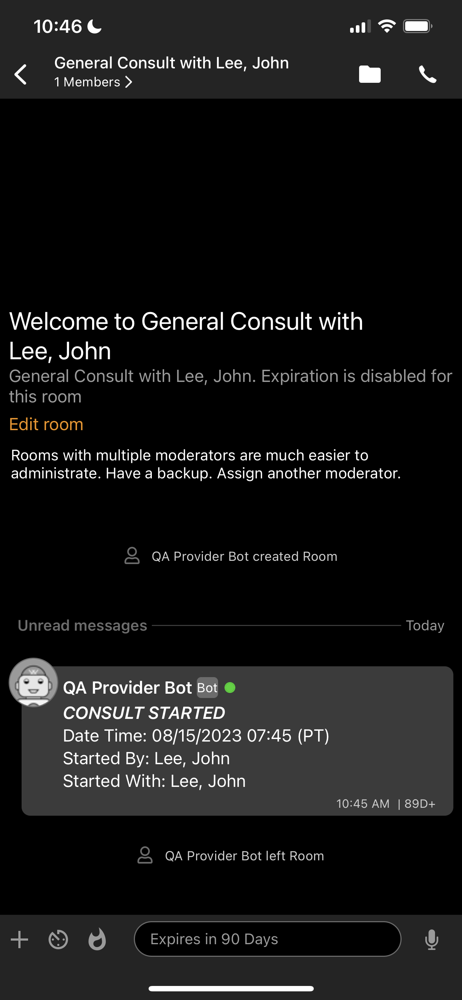 10:46
General Consult with Lee, John
1 Members
Welcome to General Consult with
Lee, John
General Consult with Lee, John. Expiration is disabled for
this room
Edit room
Rooms with multiple moderators are much easier to
administrate. Have a backup. Assign another moderator.
QA Provider Bot created Room
Unread messages Today
QA Provider Bot Bot
CONSULT STARTED
Date Time: 08/15/2023 07:45 (PT)
Started By: Lee, John
Started With: Lee, John
10:45 AM | 89D+
QA Provider Bot left Room
Expires in 90 Days